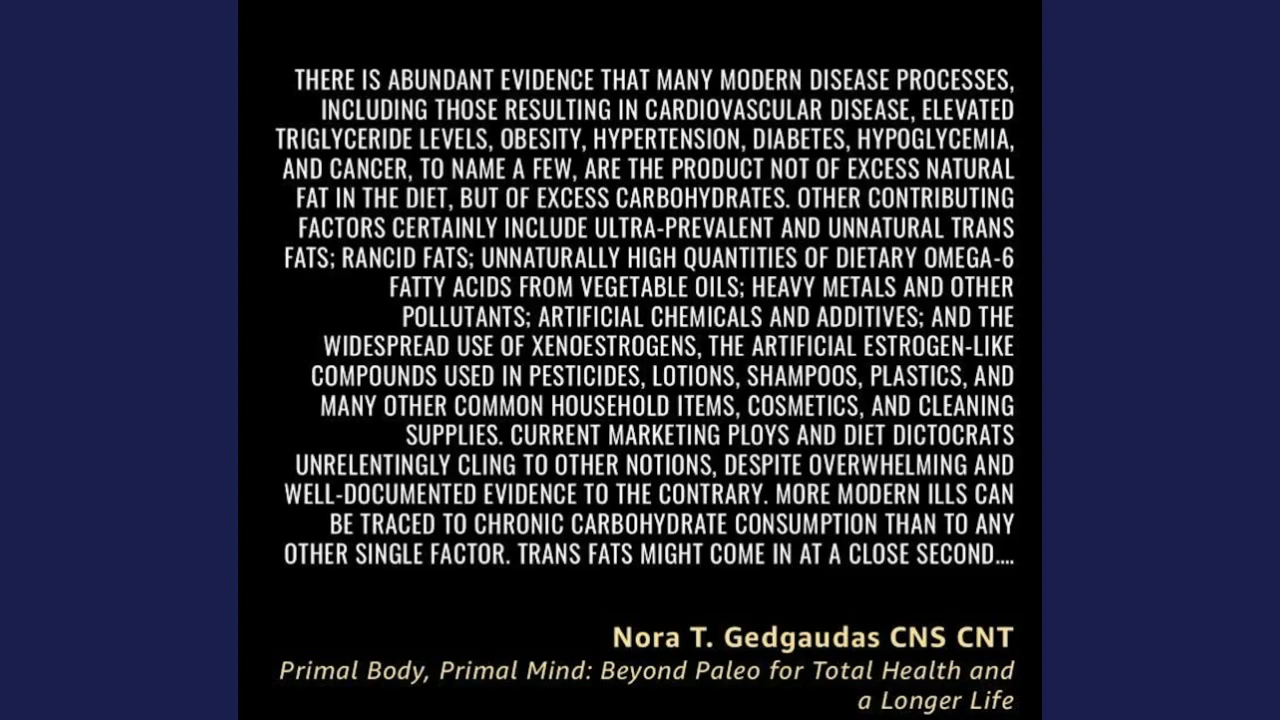 THERE IS ABUNDANT EVIDENCE THAT MANY MODERN DISEASE PROCESSES,
INCLUDING THOSE RESULTING IN CARDIOVASCULAR DISEASE, ELEVATED
TRIGLYCERIDE LEVELS, OBESITY, HYPERTENSION, DIABETES, HYPOGLYCEMIA,
AND CANCER, TO NAME A FEW, ARE THE PRODUCT NOT OF EXCESS NATURAL
FAT IN THE DIET, BUT OF EXCESS CARBOHYDRATES. OTHER CONTRIBUTING
FACTORS CERTAINLY INCLUDE ULTRA-PREVALENT AND UNNATURAL TRANS
FATS; RANCID FATS; UNNATURALLY HIGH QUANTITIES OF DIETARY OMEGA-6
FATTY ACIDS FROM VEGETABLE OILS; HEAVY METALS AND OTHER
POLLUTANTS; ARTIFICIAL CHEMICALS AND ADDITIVES; AND THE
WIDESPREAD USE OF XENOESTROGENS, THE ARTIFICIAL ESTROGEN-LIKE
COMPOUNDS USED IN PESTICIDES, LOTIONS, SHAMPOOS, PLASTICS, AND
MANY OTHER COMMON HOUSEHOLD ITEMS, COSMETICS, AND CLEANING
SUPPLIES. CURRENT MARKETING PLOYS AND DIET DICTOCRATS
UNRELENTINGLY CLING TO OTHER NOTIONS, DESPITE OVERWHELMING AND
WELL-DOCUMENTED EVIDENCE TO THE CONTRARY. MORE MODERN ILLS CAN
BE TRACED TO CHRONIC CARBOHYDRATE CONSUMPTION THAN TO ANY
OTHER SINGLE FACTOR. TRANS FATS MIGHT COME IN AT A CLOSE SECOND....
Nora T. Gedgaudas CNS CNT
Primal Body, Primal Mind: Beyond Paleo for Total Health and
a Longer Life